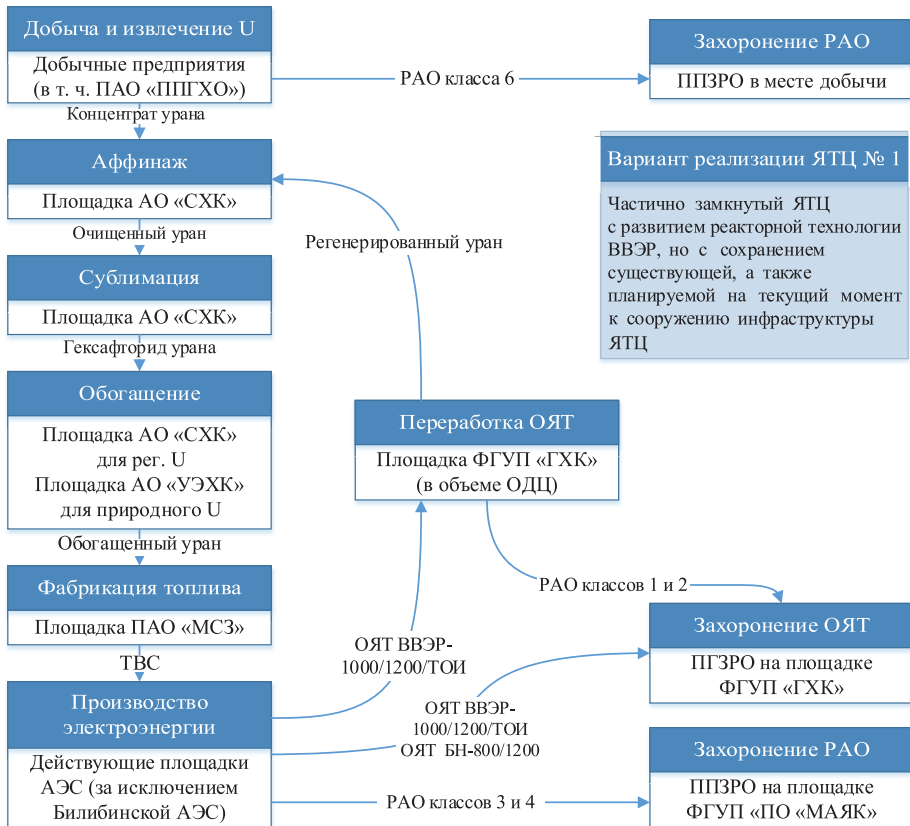 Добыча и извлечение U
Добычные предприятия
(в т. ч. ПАО «ППГХО»)
РАО класса 6
Захоронение РАО
ППЗРО в месте добычи
Концентрат урана
Аффинаж
Площадка АО «СХК»
Вариант реализации ЯТЦ № 1
Частично замкнутый ЯТЦ
с развитием реакторной технологии
ВВЭР, но с сохранением
существующей, а также
планируемой на текущий момент
к сооружению инфраструктуры
ЯТЦ
Очищенный уран
Регенерированный уран
Сублимация
Площадка АО «СХК»
Гексафторид урана
Обогащение
Площадка АО «СХК»
для рег. U
Площадка АО «УЭХК»
для природного U
Переработка ОЯТ
Площадка ФГУП «ГХК»
(в объеме ОДЦ)
Обогащенный уран
Фабрикация топлива
Площадка ПАО «МСЗ»
РАО классов 1 и 2
Захоронение ОЯТ
ПГЗРО на площадке
ФГУП «ГХК»
ТВС
ОЯТ ВВЭР-
1000/1200/ТОИ
Производство
электроэнергии
Действующие площадки
АЭС (за исключением
Билибинской АЭС)
ОЯТ ВВЭР-
1000/1200/ТОИ
ОЯТ БН-800/1200
РАО классов 3 и 4
Захоронение РАО
ППЗРО на площадке
ФГУП «ПО «МАЯК»